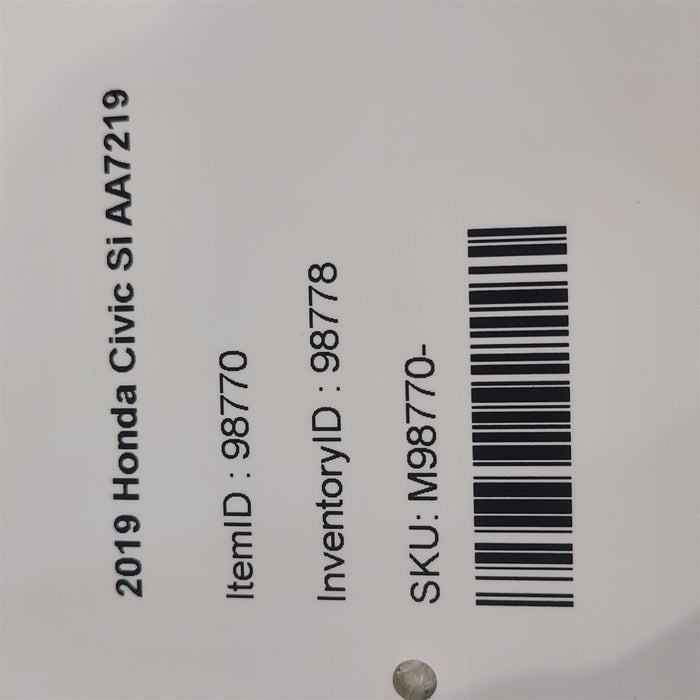 2019 Honda Civic Si AA7219
ItemID : 98770
InventoryID : 98778
SKU: M98770-